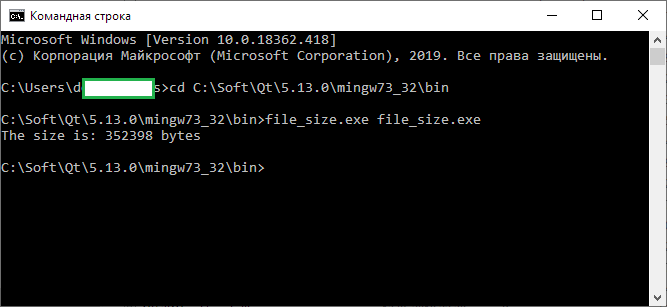 Командная строка
Microsoft Windows [Version 10.0.18362.418]
(c) Корпорация Майкрософт (Microsoft Corporation), 2019. Все права защищены.
C:\Users\d s>cd C:\Soft\Qt\5.13.0\mingw73_32\bin
C:\Soft\Qt\5.13.0\mingw73_32\bin>file_size.exe file_size.exe
The size is: 352398 bytes
C:\Soft\Qt\5.13.0\mingw73_32\bin>